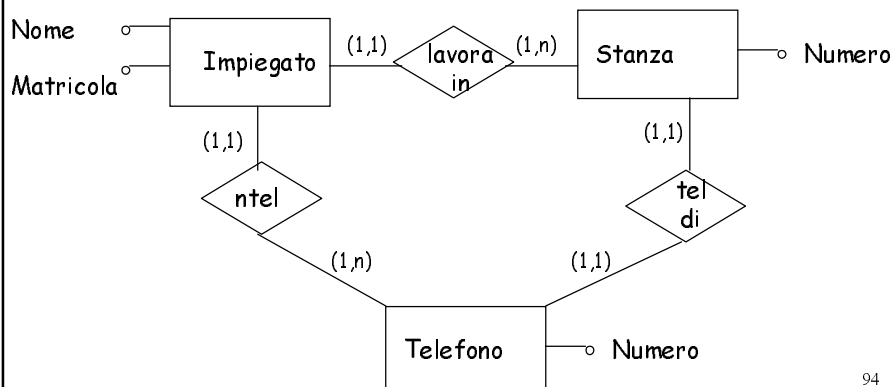 Nome
Matricola
Impiegato
(1,1)
lavora
in
(1,n)
Stanza
Numero
(1,1)
(1,1)
ntel
tel
di
(1,n)
(1,1)
Telefono
Numero
94